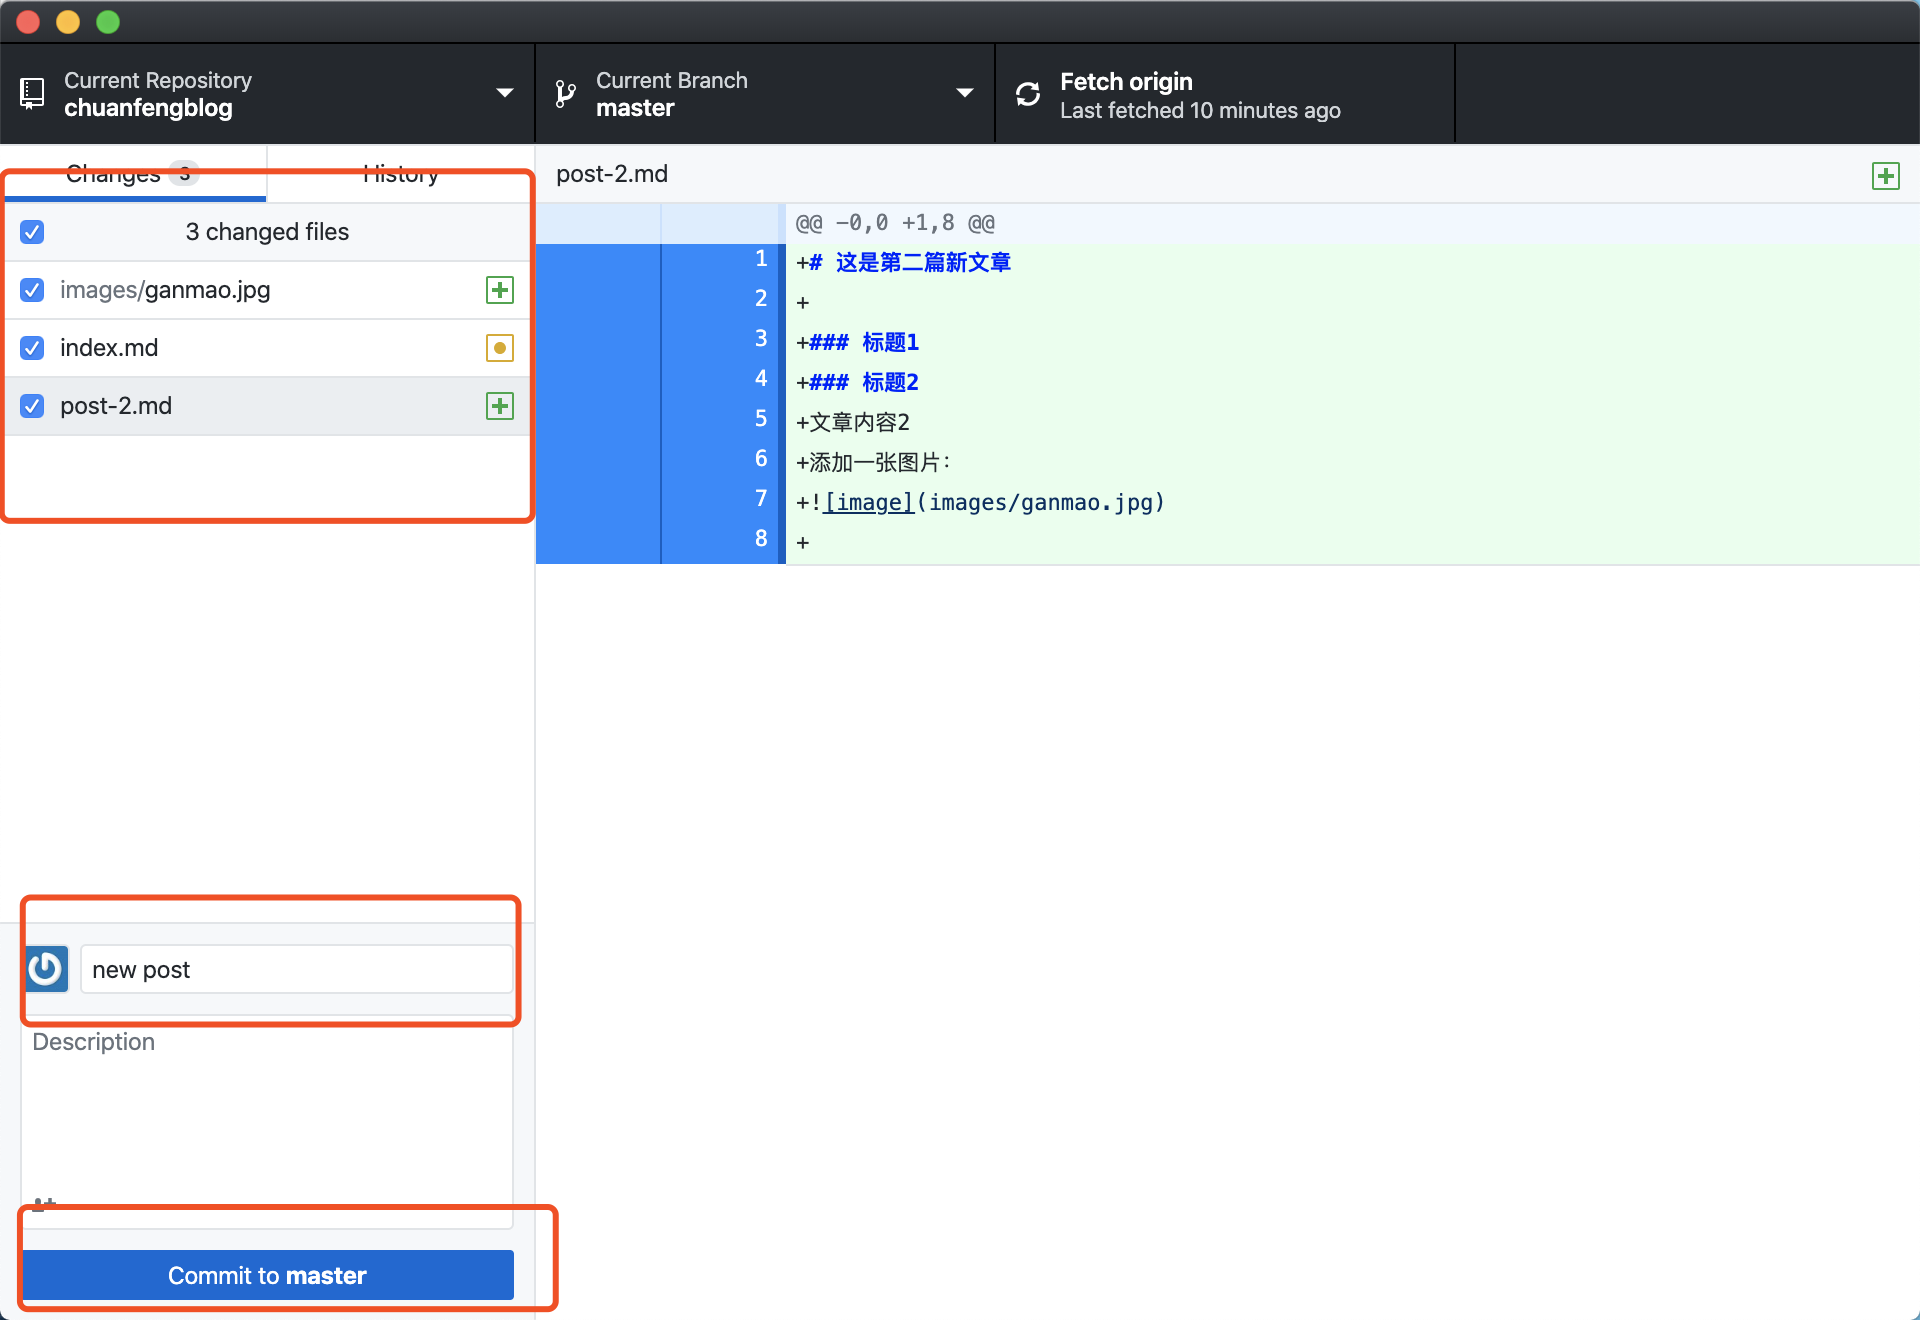 Current Repository
chuanfengblog
Current Branch
master
Fetch origin
Last fetched 10 minutes ago
Changes 3
History
3 changed files
images/ganmao.jpg
index.md
post-2.md
new post
Description
Commit to master
post-2.md
@@ -0,0 +1,8 @@
1 +# 这是第二篇新文章
2 +
3 +### 标题1
4 +### 标题2
5 +文章内容2
6 +添加一张图片：
7 +![image](images/ganmao.jpg)
8 +